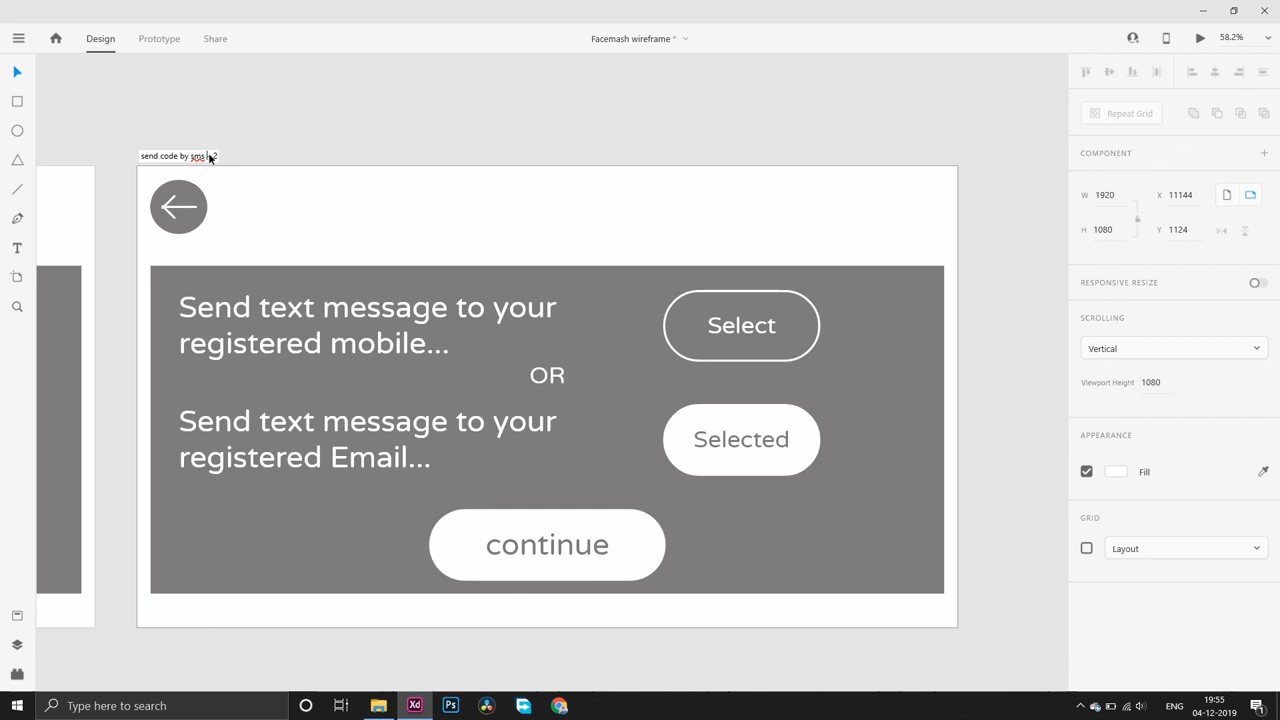 Design
Prototype
Share
Facemash wireframe *
58.2%
Repeat Grid
COMPONENT
W 1920
X 11144
H 1080
Y 1124
RESPONSIVE RESIZE
SCROLLING
Vertical
Viewport Height 1080
APPEARANCE
Fill
GRID
Layout
send code by sms
Send text message to your
registered mobile...
Select
OR
Send text message to your
registered Email...
Selected
continue
Type here to search
Xd
Ps
ENG
19:55
04-12-2019
1